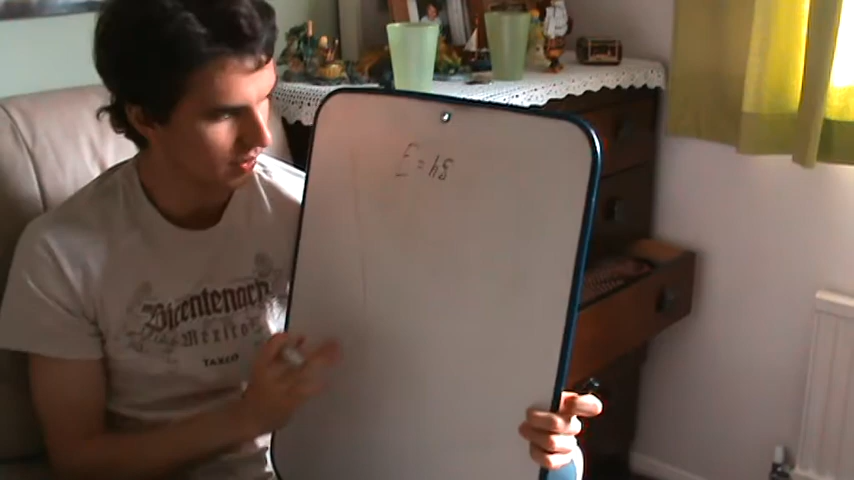 E = hf
Bicentenario
México
TAXCO